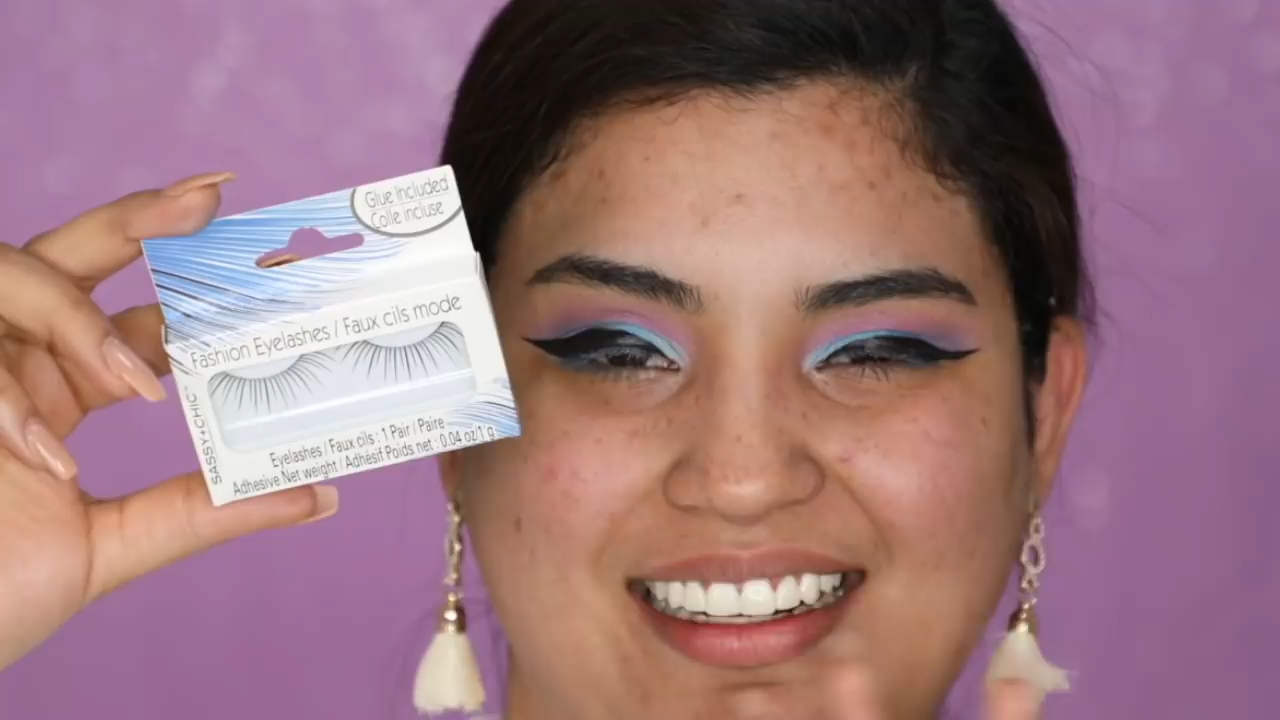 Glue Included
Colle incluse
Fashion Eyelashes / Faux cils mode
SASSY+CHIC™
Eyelashes / Faux cils : 1 Pair / Paire
Adhesive Net weight / Adhésif Poids net : 0.04 oz/1 g